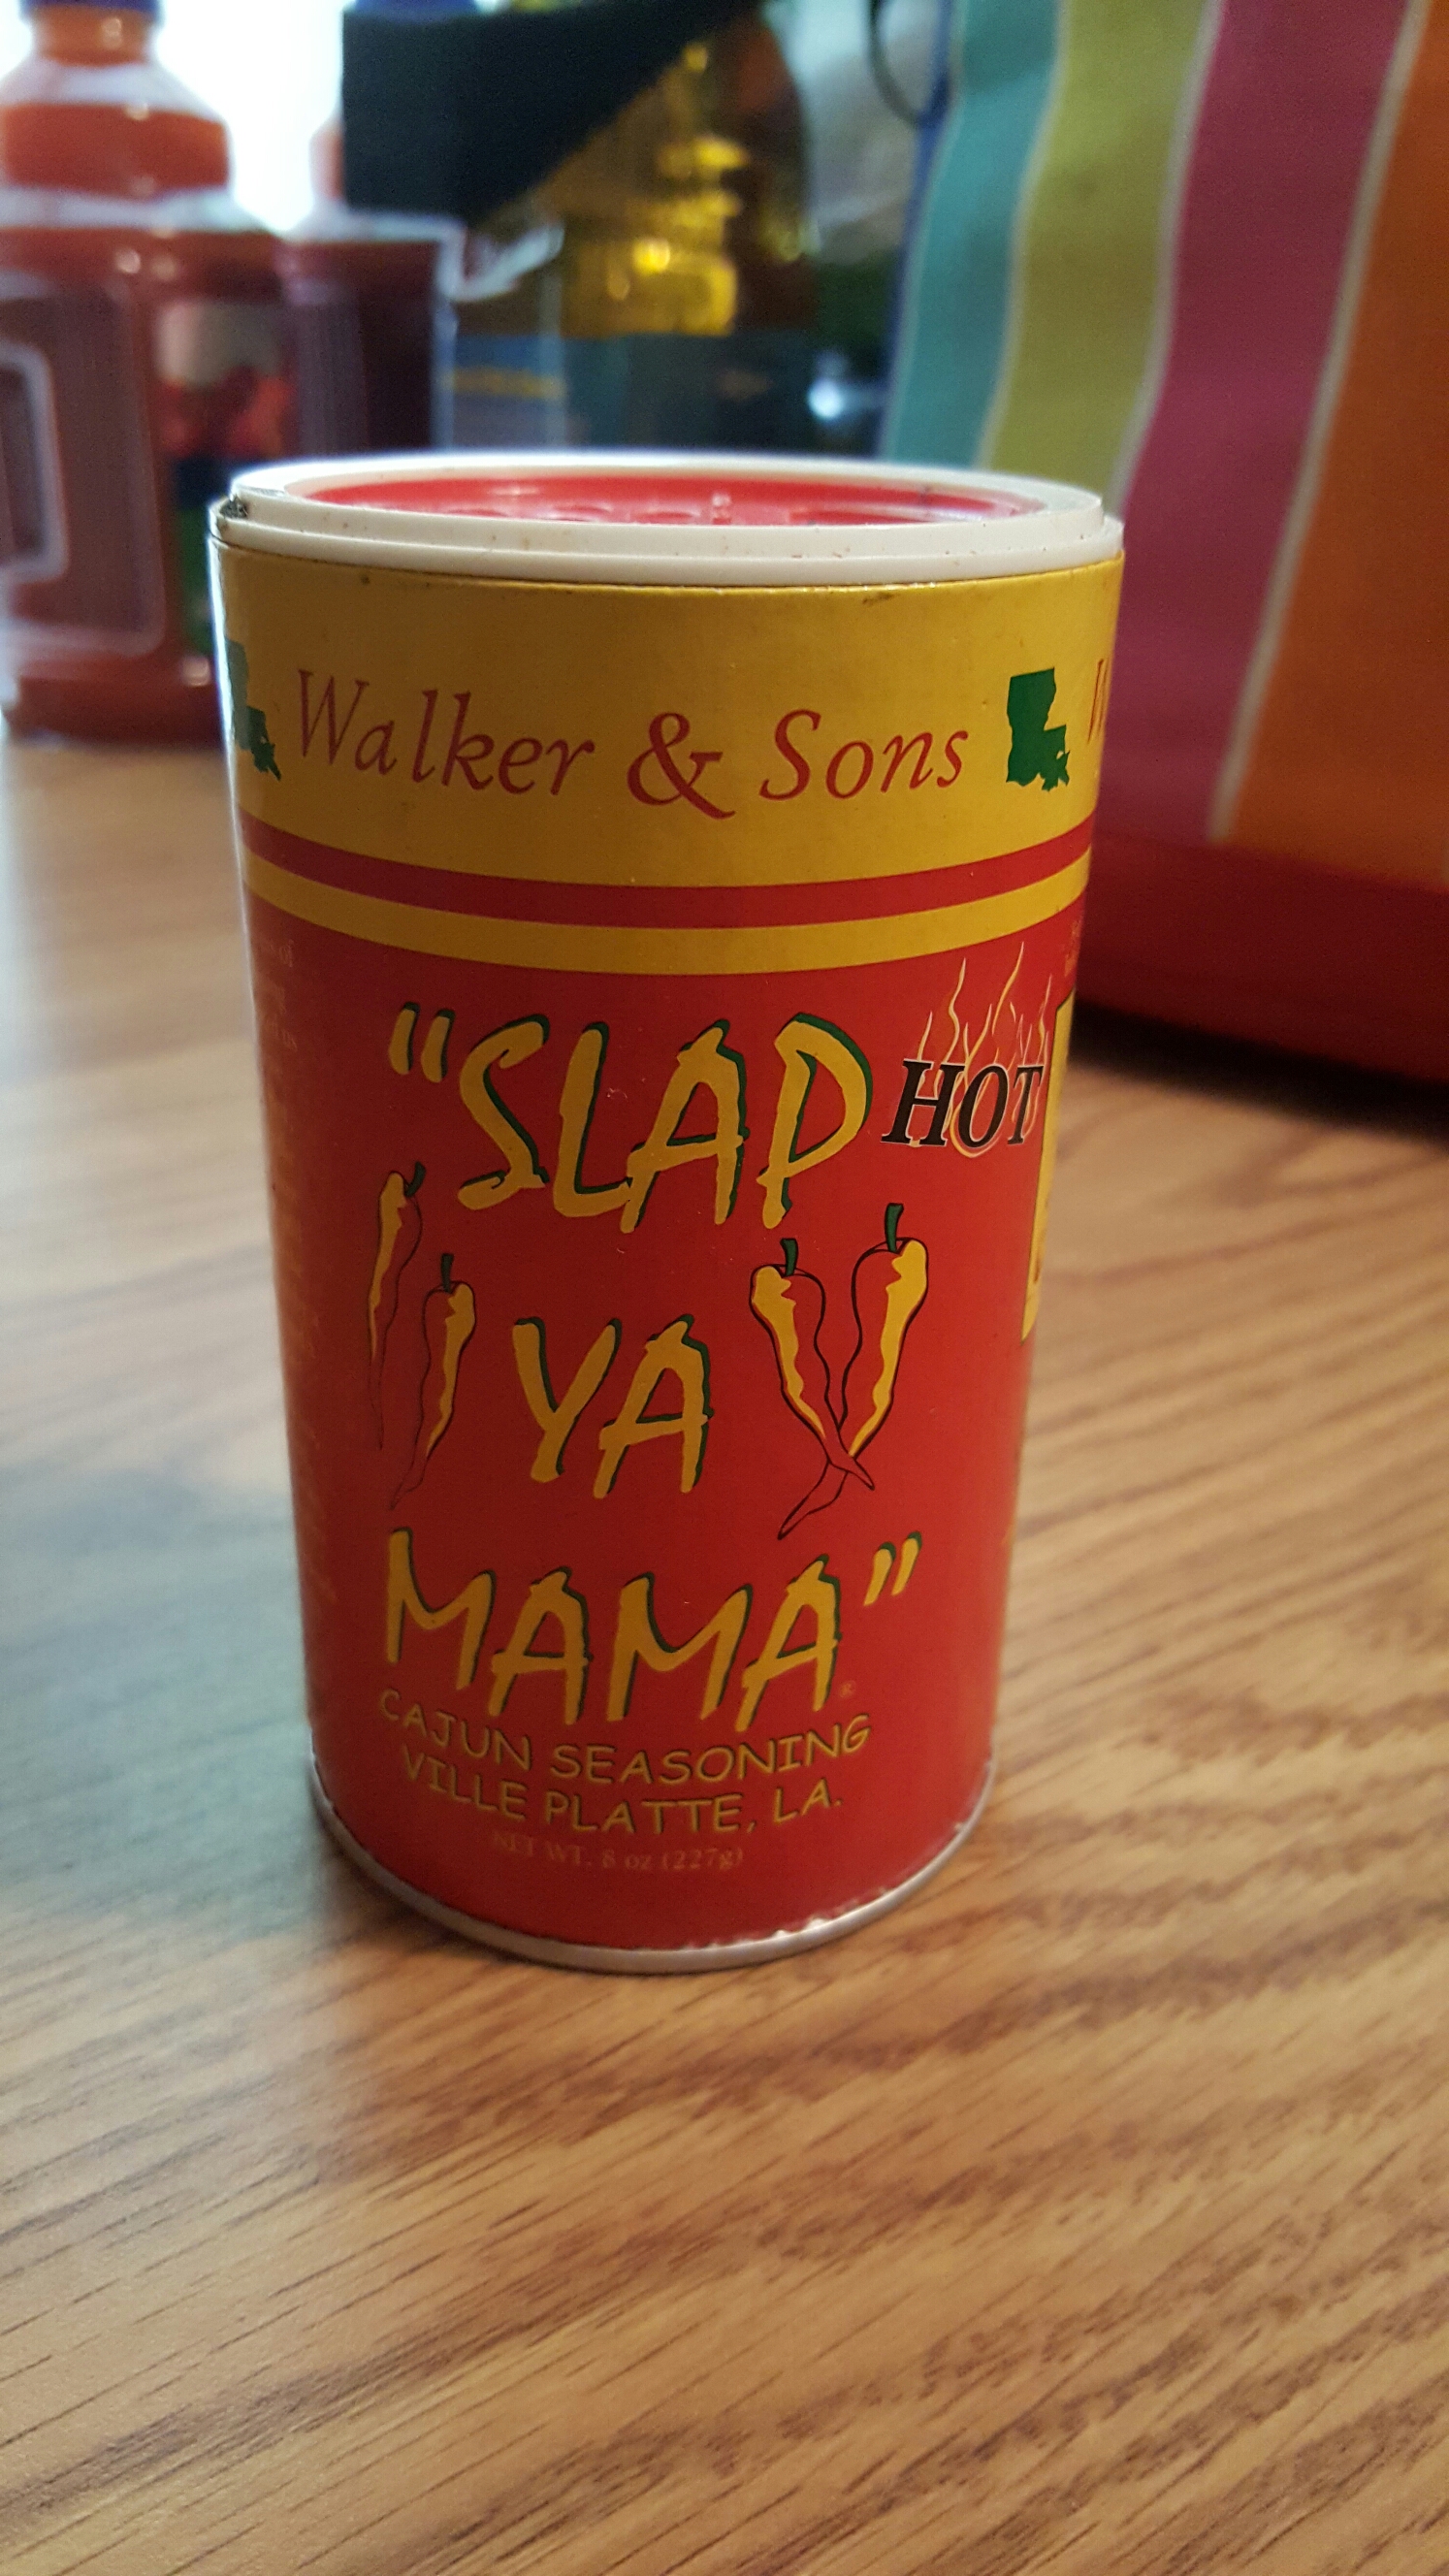 Walker & Sons
"SLAP
HOT
YA
MAMA"®
CAJUN SEASONING
VILLE PLATTE, LA.
NET WT. 8 oz (227g)